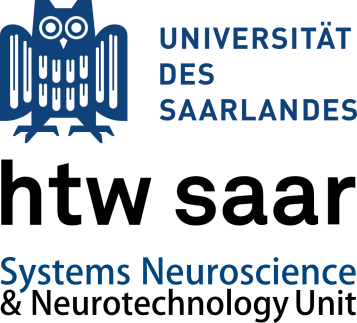 UNIVERSITÄT
DES
SAARLANDES
htw saar
Systems Neuroscience
& Neurotechnology Unit